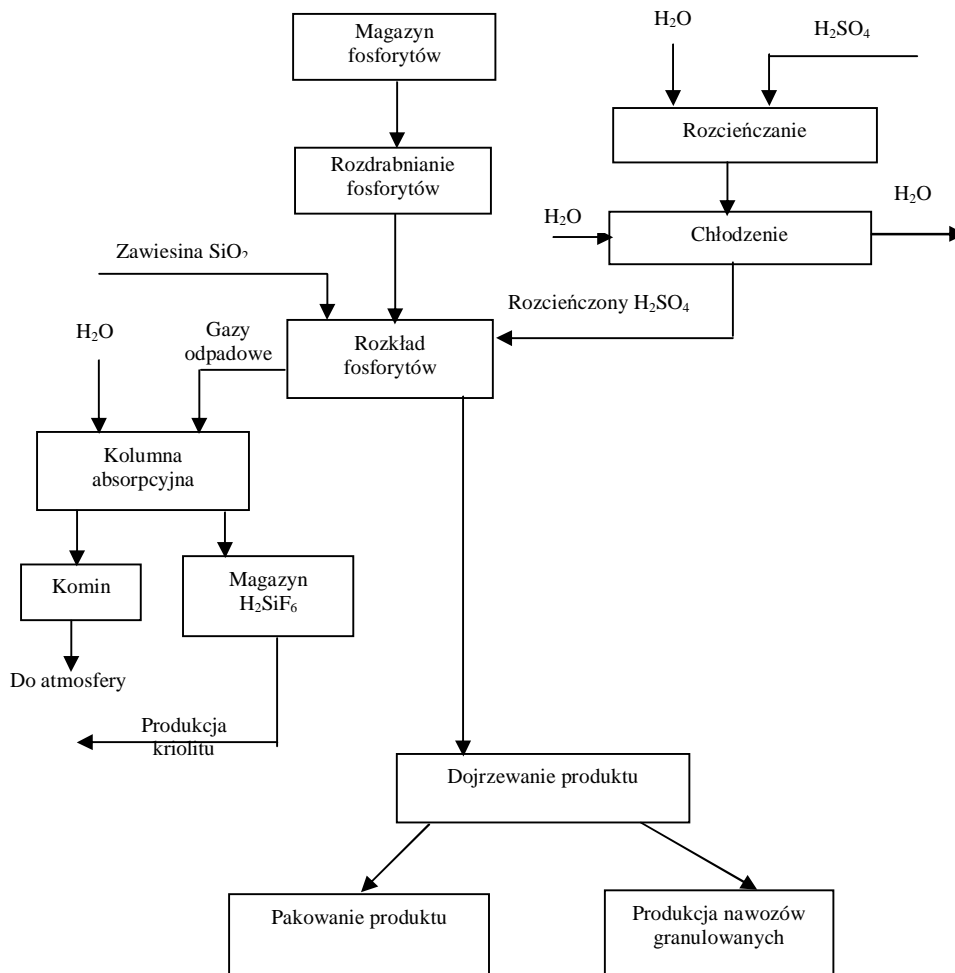 Magazyn
fosforytów
H₂O
H₂SO₄
Rozcieńczanie
Rozdrabnianie
fosforytów
H₂O
H₂O
Chłodzenie
Zawiesina SiO₂
Rozcieńczony H₂SO₄
H₂O
Gazy
odpadowe
Rozkład
fosforytów
Kolumna
absorpcyjna
Komin
Magazyn
H₂SiF₆
Do atmosfery
Produkcja
kriolitu
Dojrzewanie produktu
Pakowanie produktu
Produkcja nawozów
granulowanych